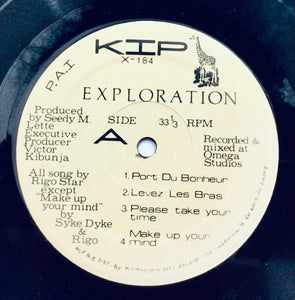 P.A.I
KIP
X-184
EXPLORATION
Produced
by Seedy M.
Lette
Executive
Producer
Victor
Kibunja
SIDE
A
33 1/3 RPM
Recorded &
mixed at
Omega
Studios
All song by
Rigo Star
except
"Make up
your mind"
by
Syke Dyke
& Rigo
1. Port Du Bonheur
2. Levez Les Bras
3. Please take your
time
4 Make up your
mind